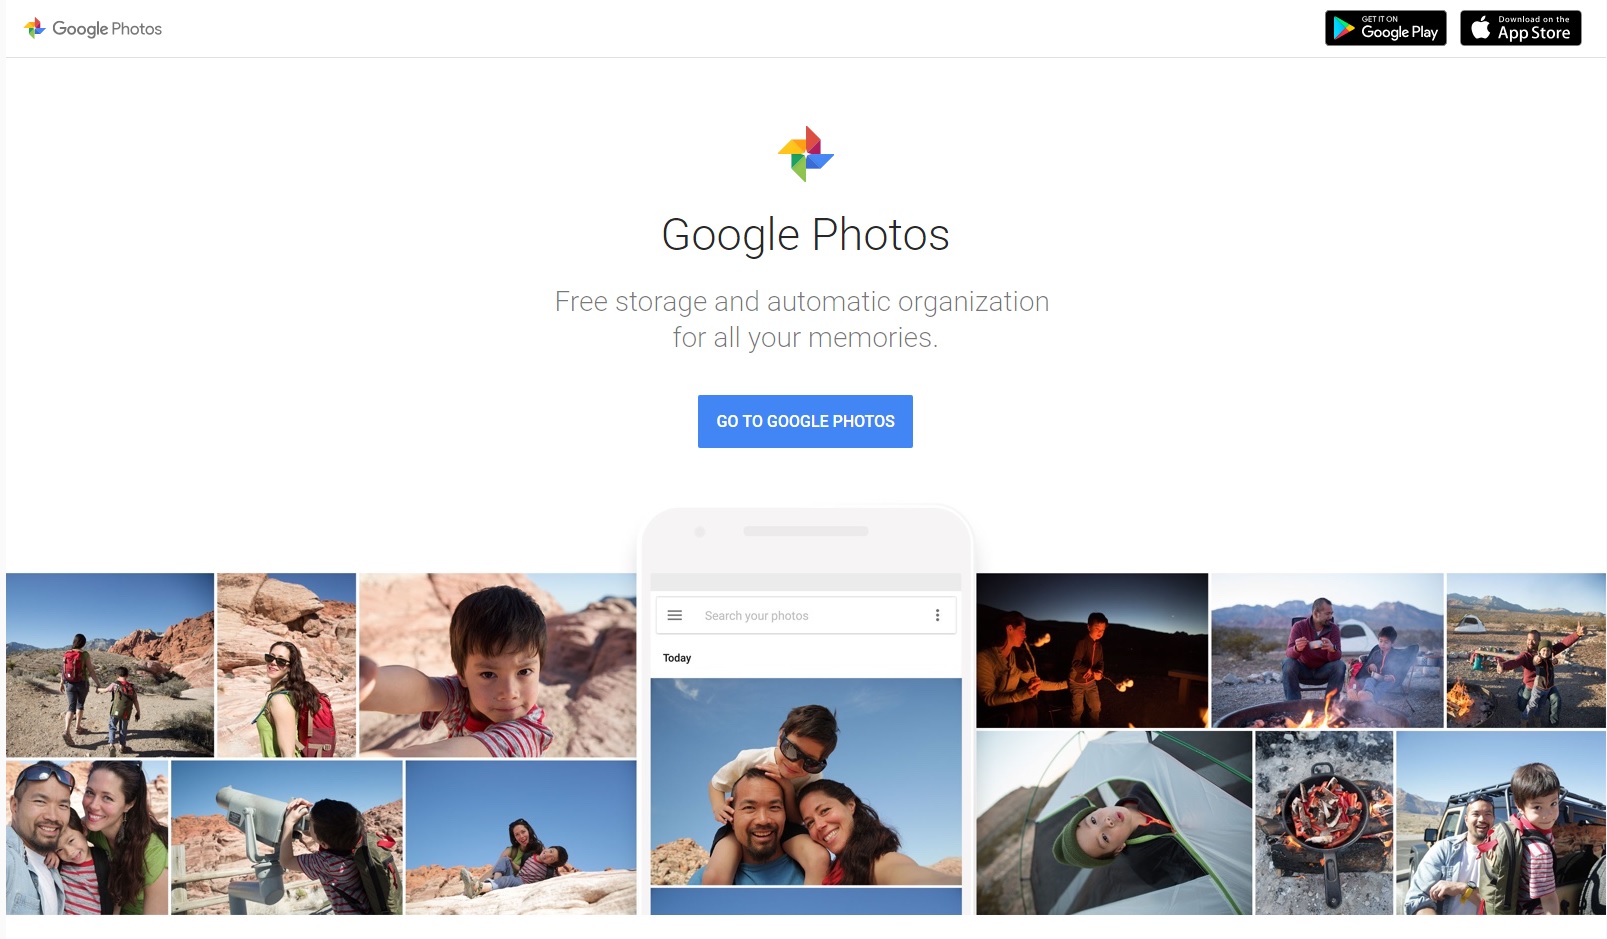 Google Photos
GET IT ON
Google Play
Download on the
App Store
Google Photos
Free storage and automatic organization
for all your memories.
GO TO GOOGLE PHOTOS
Search your photos
Today